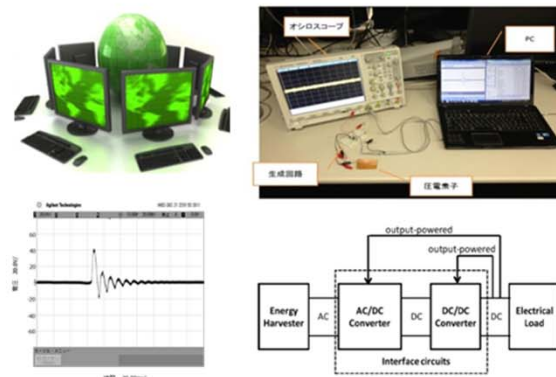 オシロスコープ
PC
生成回路
圧電素子
Agilent Technologies
60
40
20
0
-20
-40
-60
output-powered
output-powered
Energy
Harvester
AC
AC/DC
Converter
DC
DC/DC
Converter
DC
Electrical
Load
Interface circuits